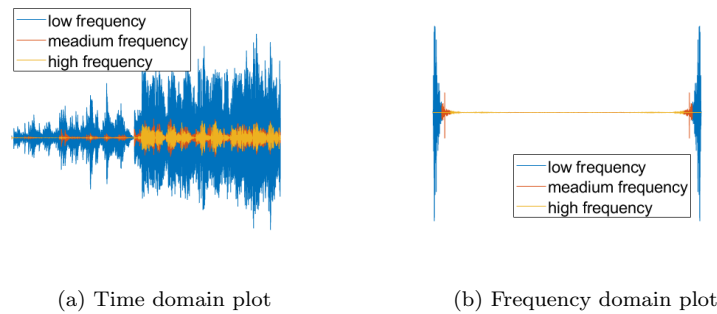 low frequency
meadium frequency
high frequency
low frequency
meadium frequency
high frequency
(a) Time domain plot
(b) Frequency domain plot